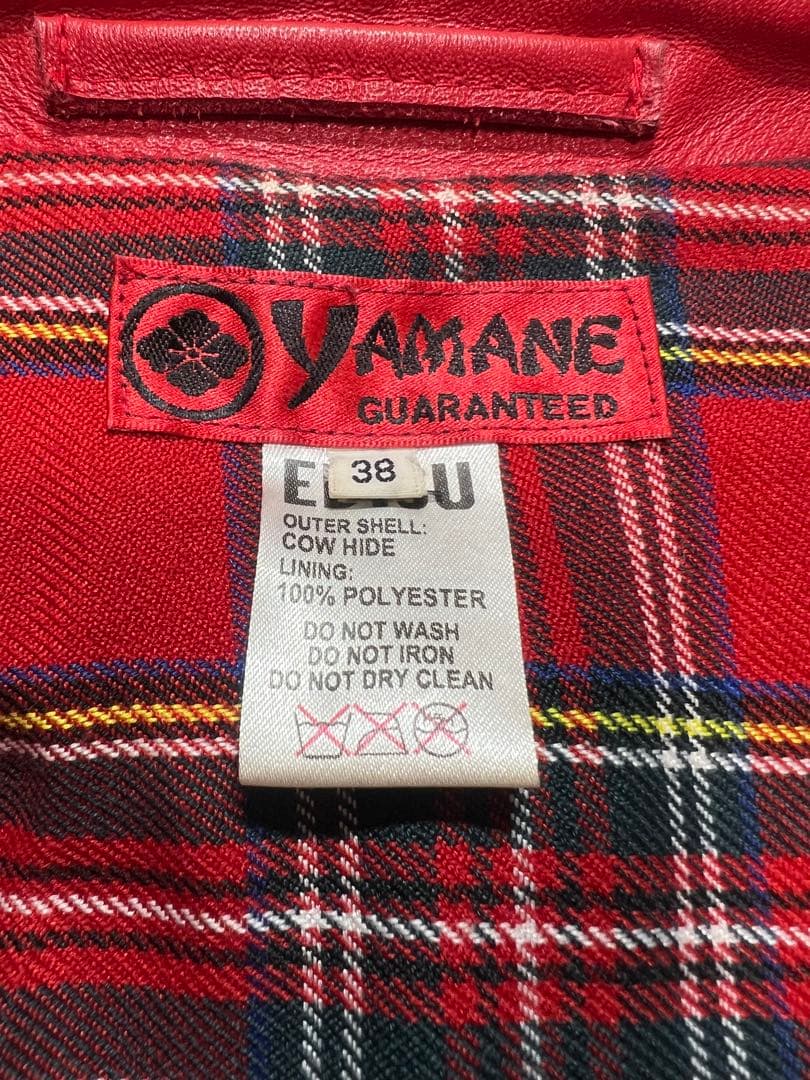 YAMANE
GUARANTEED
38
OUTER SHELL:
COW HIDE
LINING:
100% POLYESTER
DO NOT WASH
DO NOT IRON
DO NOT DRY CLEAN